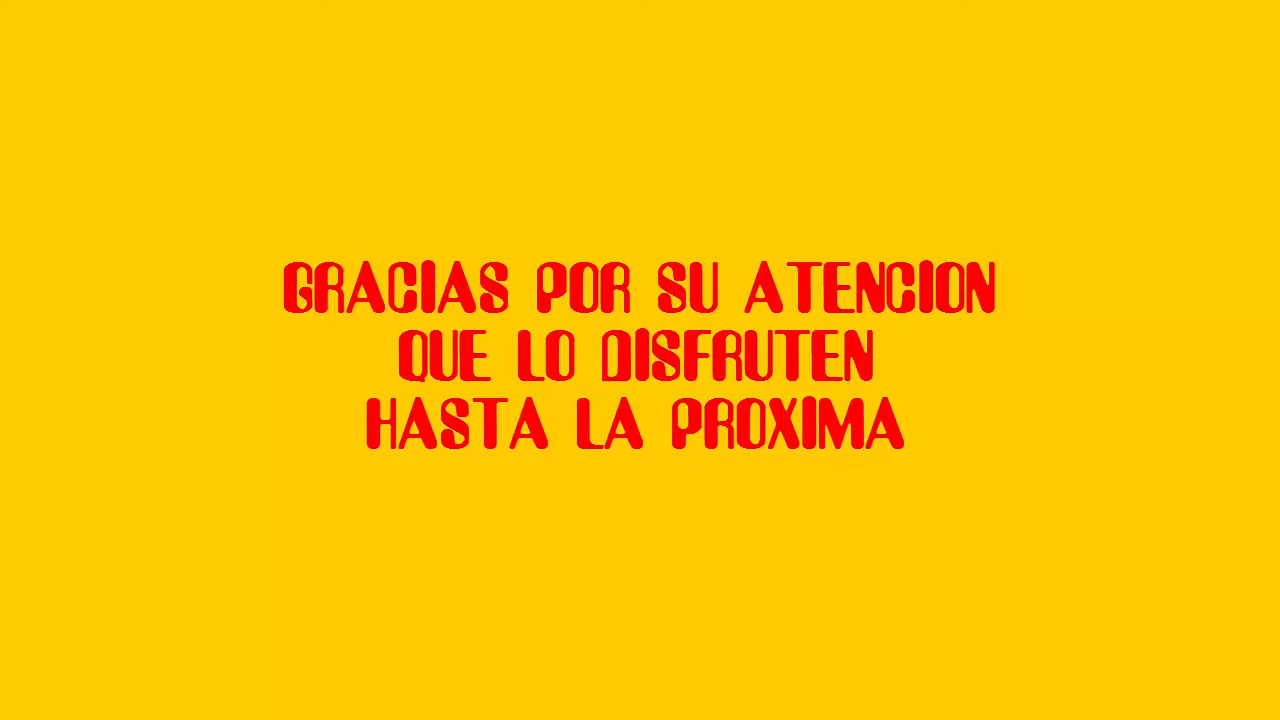 GRACIAS POR SU ATENCION
QUE LO DISFRUTEN
HASTA LA PROXIMA